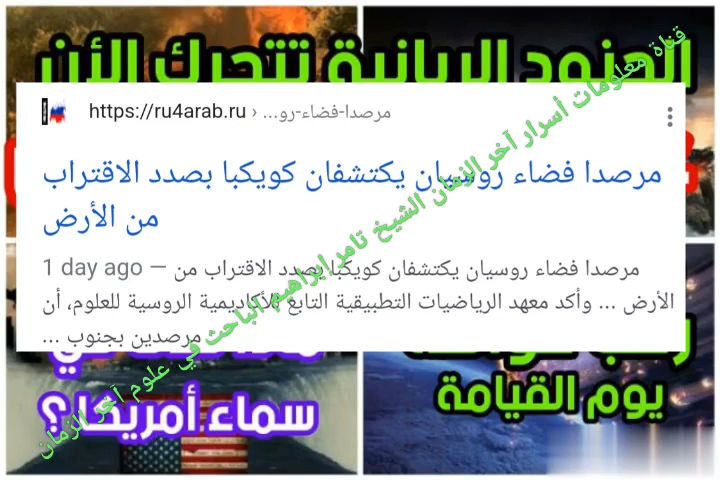 الجنود الربانية تتحرك الأن
https://ru4arab.ru › مرصدا-فضاء-رو...
مرصدا فضاء روسيان يكتشفان كويكبا بصدد الاقتراب
من الأرض
1 day ago — مرصدا فضاء روسيان يكتشفان كويكبا بصدد الاقتراب من
الأرض ... وأكد معهد الرياضيات التطبيقية التابع للأكاديمية الروسية للعلوم، أن
مرصدين بجنوب ...
سماء أمريكا ؟
يوم القيامة
قناة معلومات أسرار آخر الزمان الشيخ تامر ابراهيم الباحث في علوم آخر الزمان